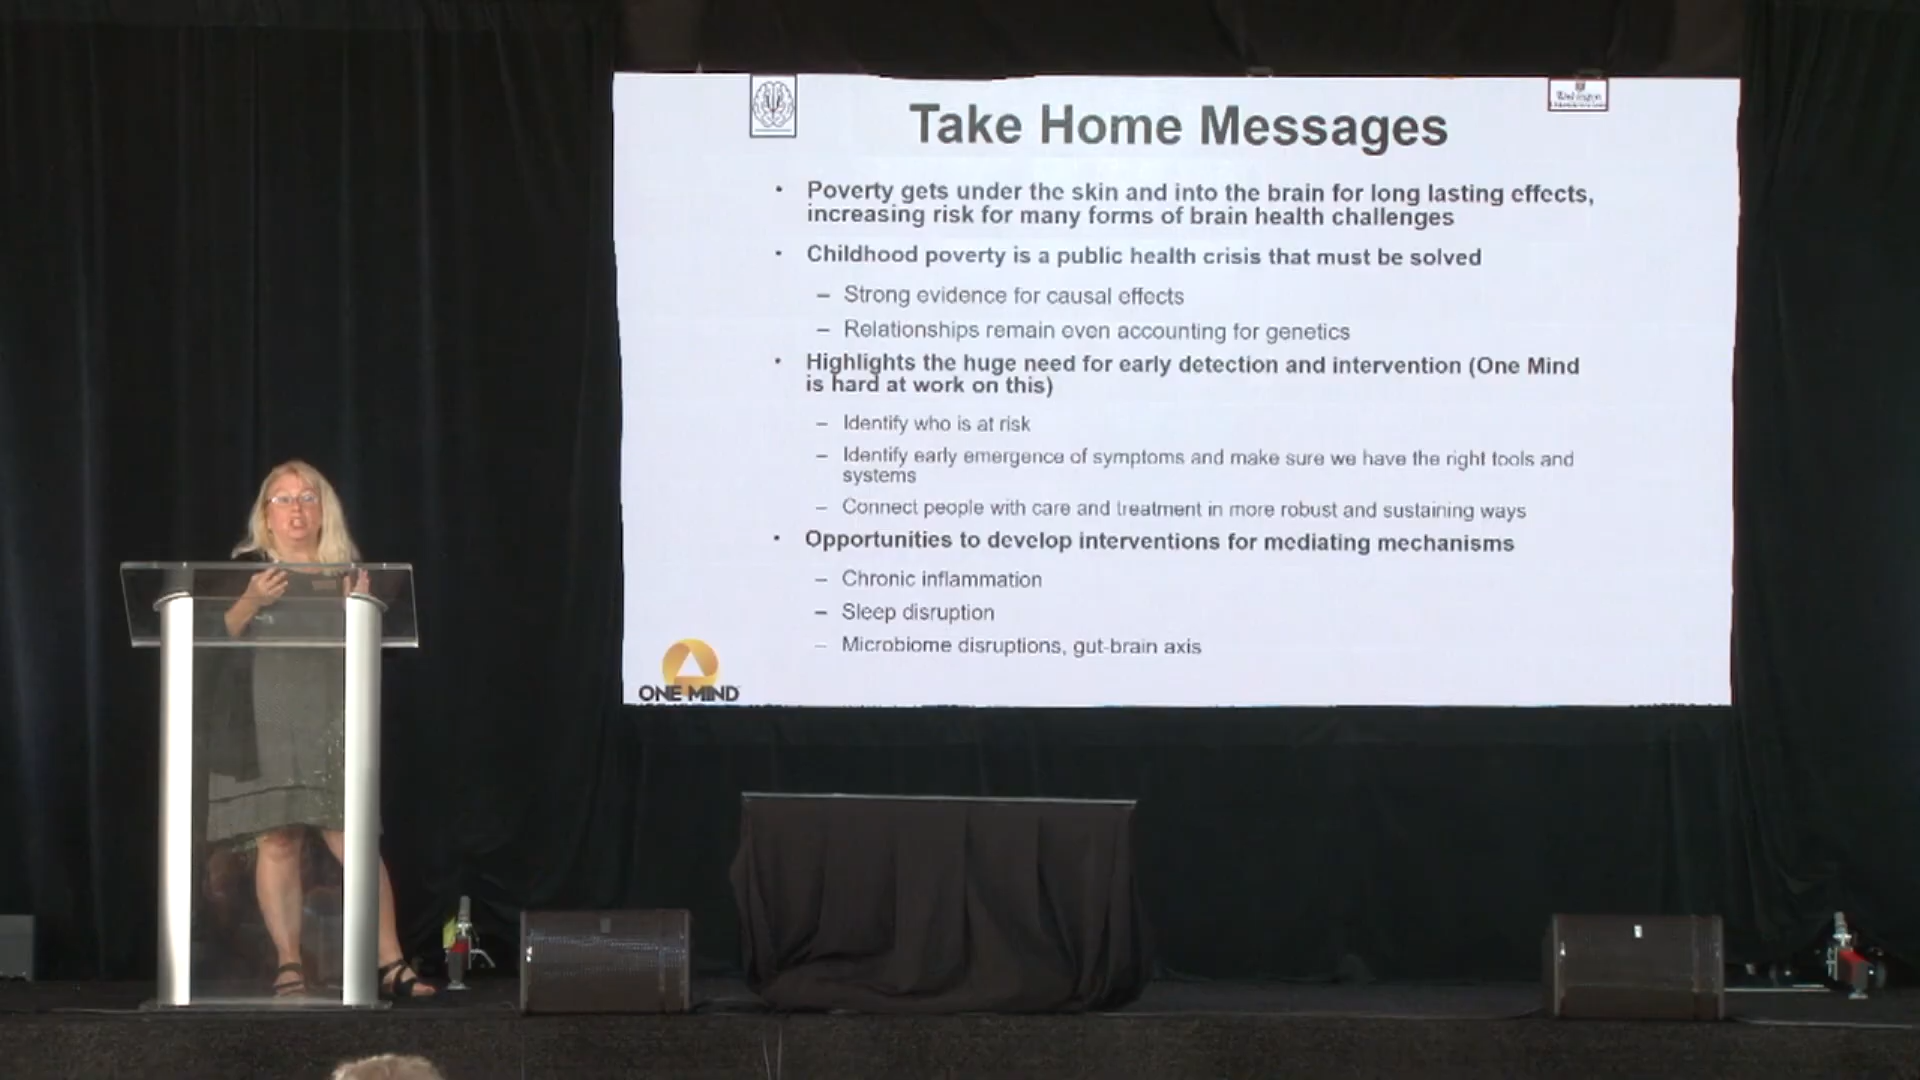 Take Home Messages
Washington
• Poverty gets under the skin and into the brain for long lasting effects,
increasing risk for many forms of brain health challenges
• Childhood poverty is a public health crisis that must be solved
– Strong evidence for causal effects
– Relationships remain even accounting for genetics
• Highlights the huge need for early detection and intervention (One Mind
is hard at work on this)
– Identify who is at risk
– Identify early emergence of symptoms and make sure we have the right tools and
systems
– Connect people with care and treatment in more robust and sustaining ways
• Opportunities to develop interventions for mediating mechanisms
– Chronic inflammation
– Sleep disruption
– Microbiome disruptions, gut-brain axis
ONE MIND